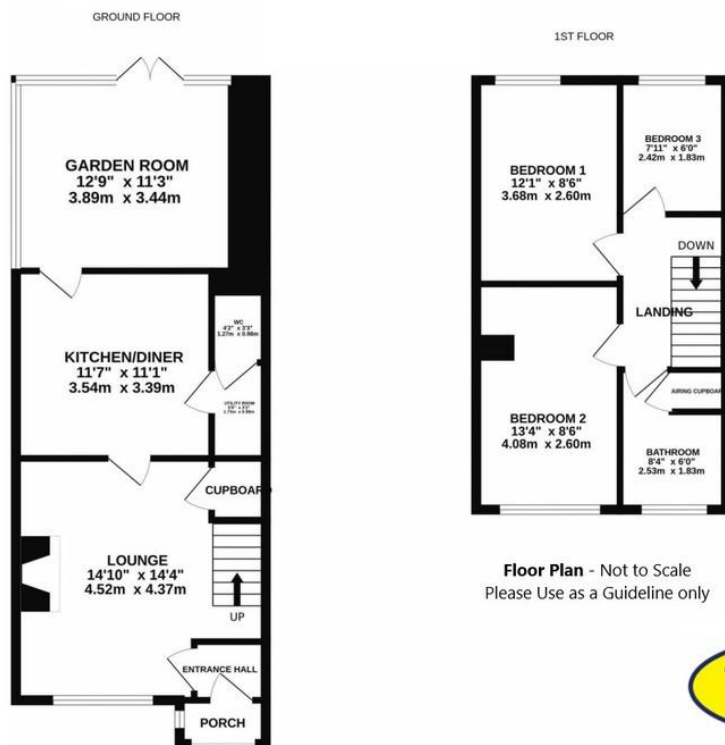 GROUND FLOOR
GARDEN ROOM
12'9" x 11'3"
3.89m x 3.44m
KITCHEN/DINER
11'7" x 11'1"
3.54m x 3.39m
WC
4'2" x 3'3"
1.27m x 0.98m
UTILITY ROOM
CUPBOARD
LOUNGE
14'10" x 14'4"
4.52m x 4.37m
UP
ENTRANCE HALL
PORCH
1ST FLOOR
BEDROOM 1
12'1" x 8'6"
3.68m x 2.60m
BEDROOM 3
7'11" x 6'0"
2.42m x 1.83m
DOWN
LANDING
BEDROOM 2
13'4" x 8'6"
4.08m x 2.60m
AIRING CUPBOARD
BATHROOM
8'4" x 6'0"
2.53m x 1.83m
Floor Plan - Not to Scale
Please Use as a Guideline only